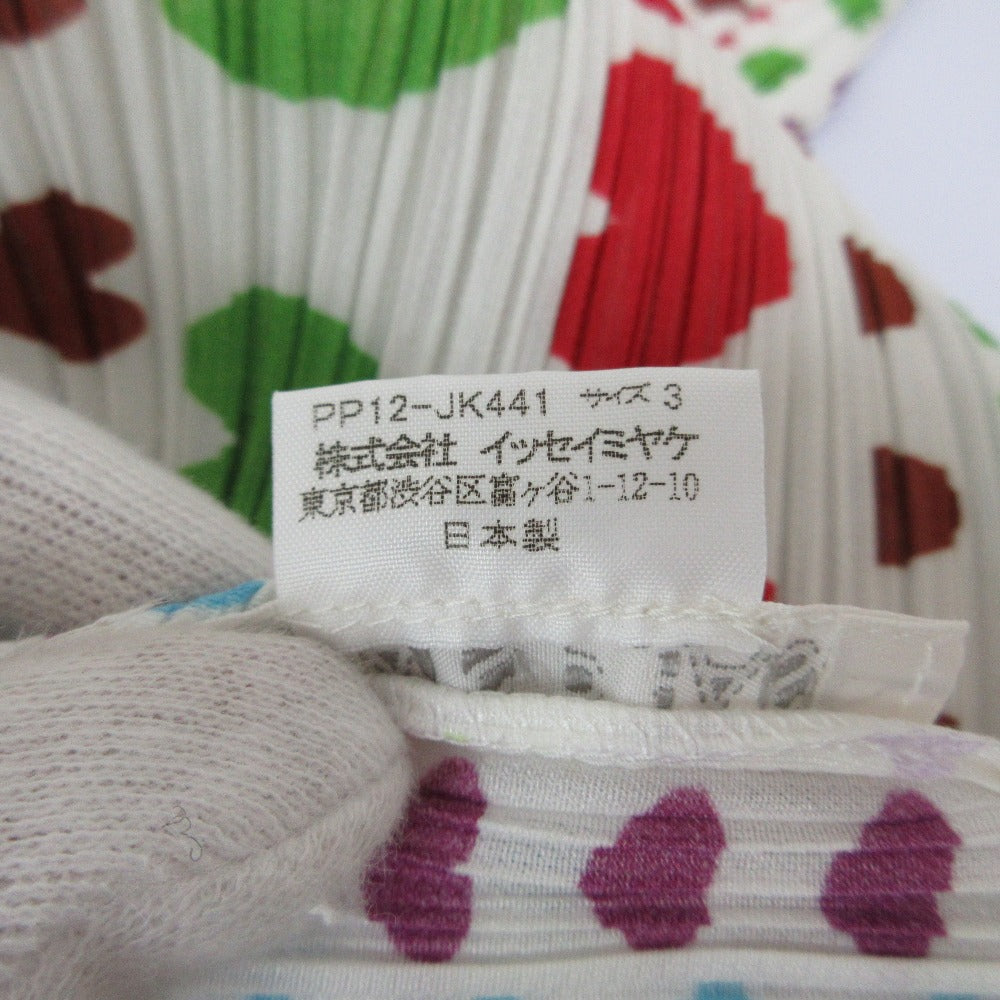 PP12-JK441 サイズ 3
株式会社 イッセイミヤケ
東京都渋谷区富ヶ谷1-12-10
日本製